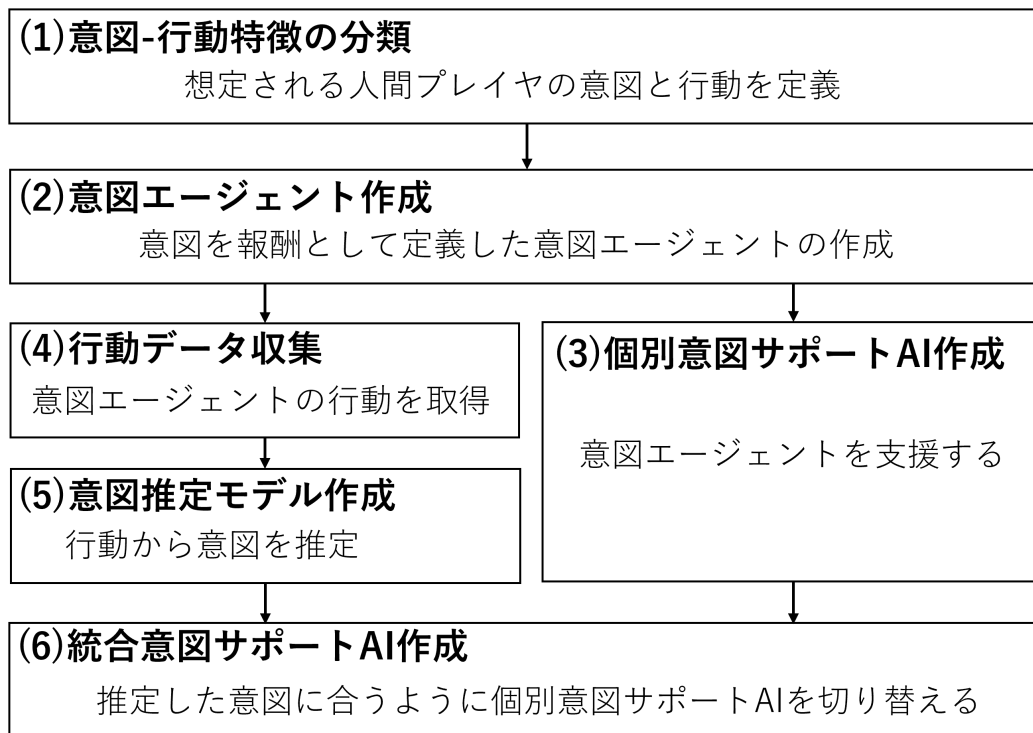 (1)意図-行動特徴の分類
想定される人間プレイヤの意図と行動を定義
(2)意図エージェント作成
意図を報酬として定義した意図エージェントの作成
(4)行動データ収集
意図エージェントの行動を取得
(3)個別意図サポートAI作成
意図エージェントを支援する
(5)意図推定モデル作成
行動から意図を推定
(6)統合意図サポートAI作成
推定した意図に合うように個別意図サポートAIを切り替える